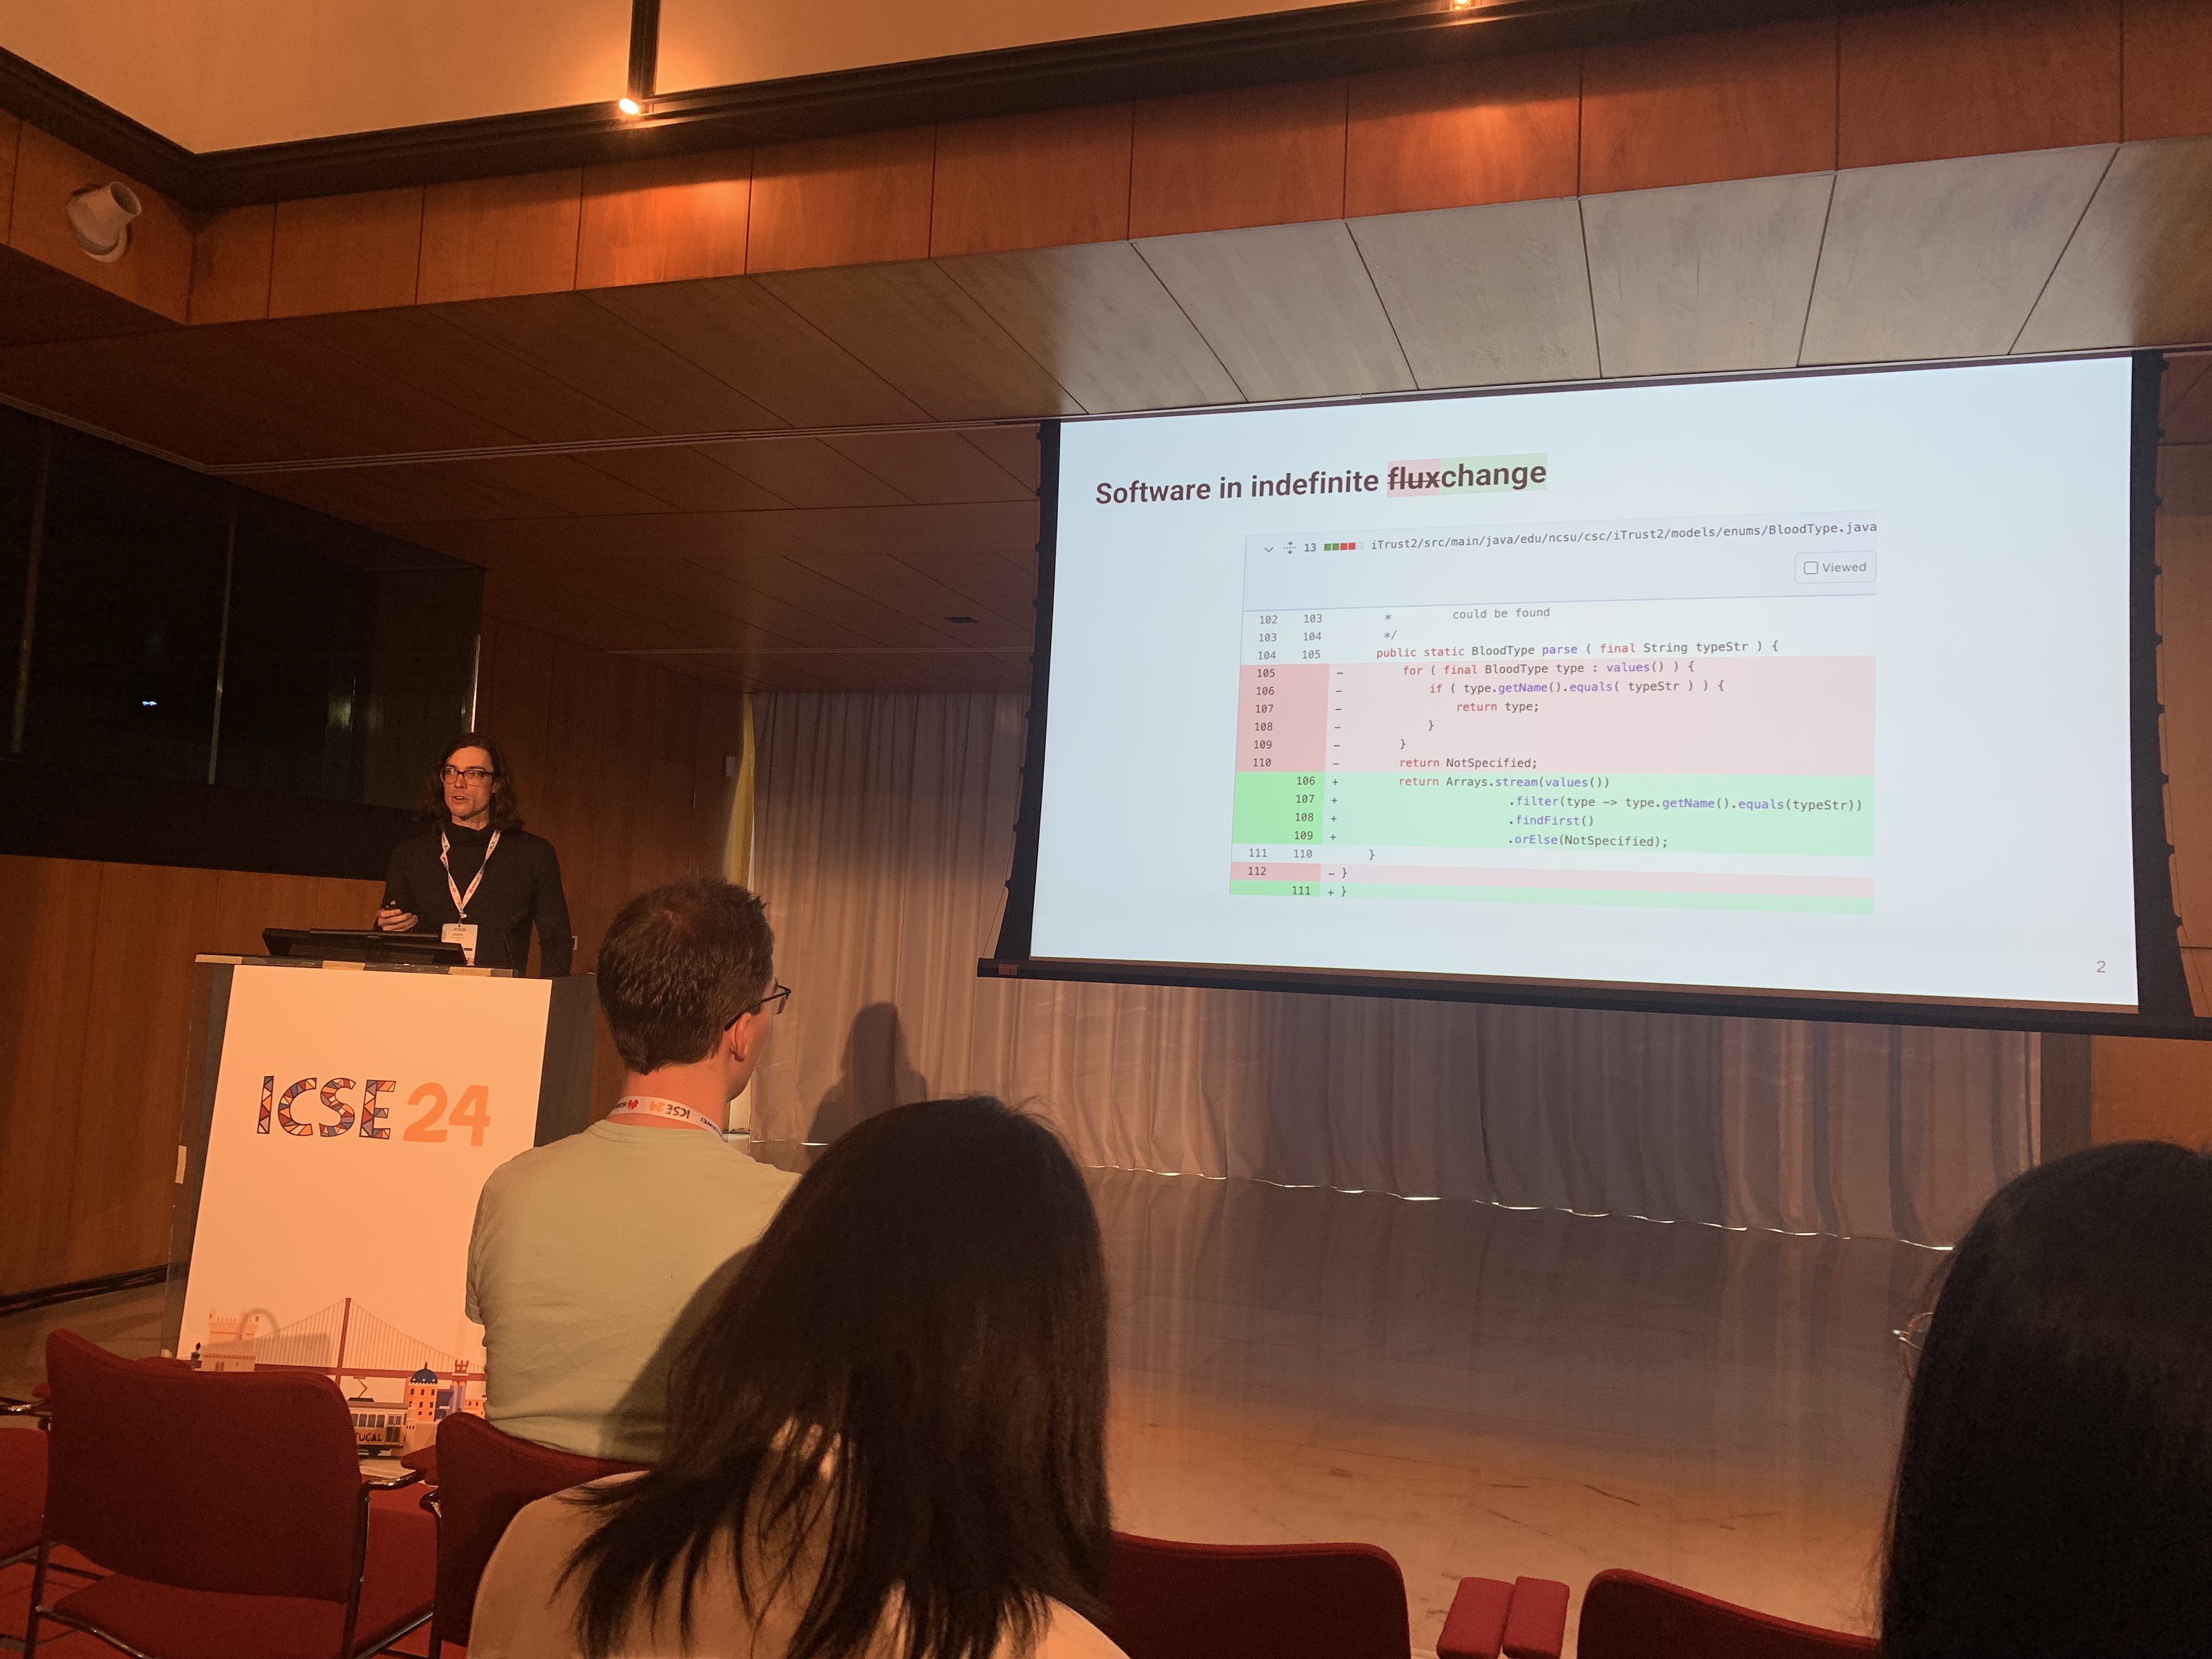 Software in indefinite fluxchange
13 iTrust2/src/main/java/edu/ncsu/csc/iTrust2/models/enums/BloodType.java
Viewed
102 103 * could be found
103 104 */
104 105 public static BloodType parse ( final String typeStr ) {
105 - for ( final BloodType type : values() ) {
106 - if ( type.getName().equals( typeStr ) ) {
107 - return type;
108 - }
109 - }
110 - return NotSpecified;
106 + return Arrays.stream(values())
107 + .filter(type -> type.getName().equals(typeStr))
108 + .findFirst()
109 + .orElse(NotSpecified);
111 110 }
112 - }
111 + }
2
ICSE 24
ICSE 24
TUGAL